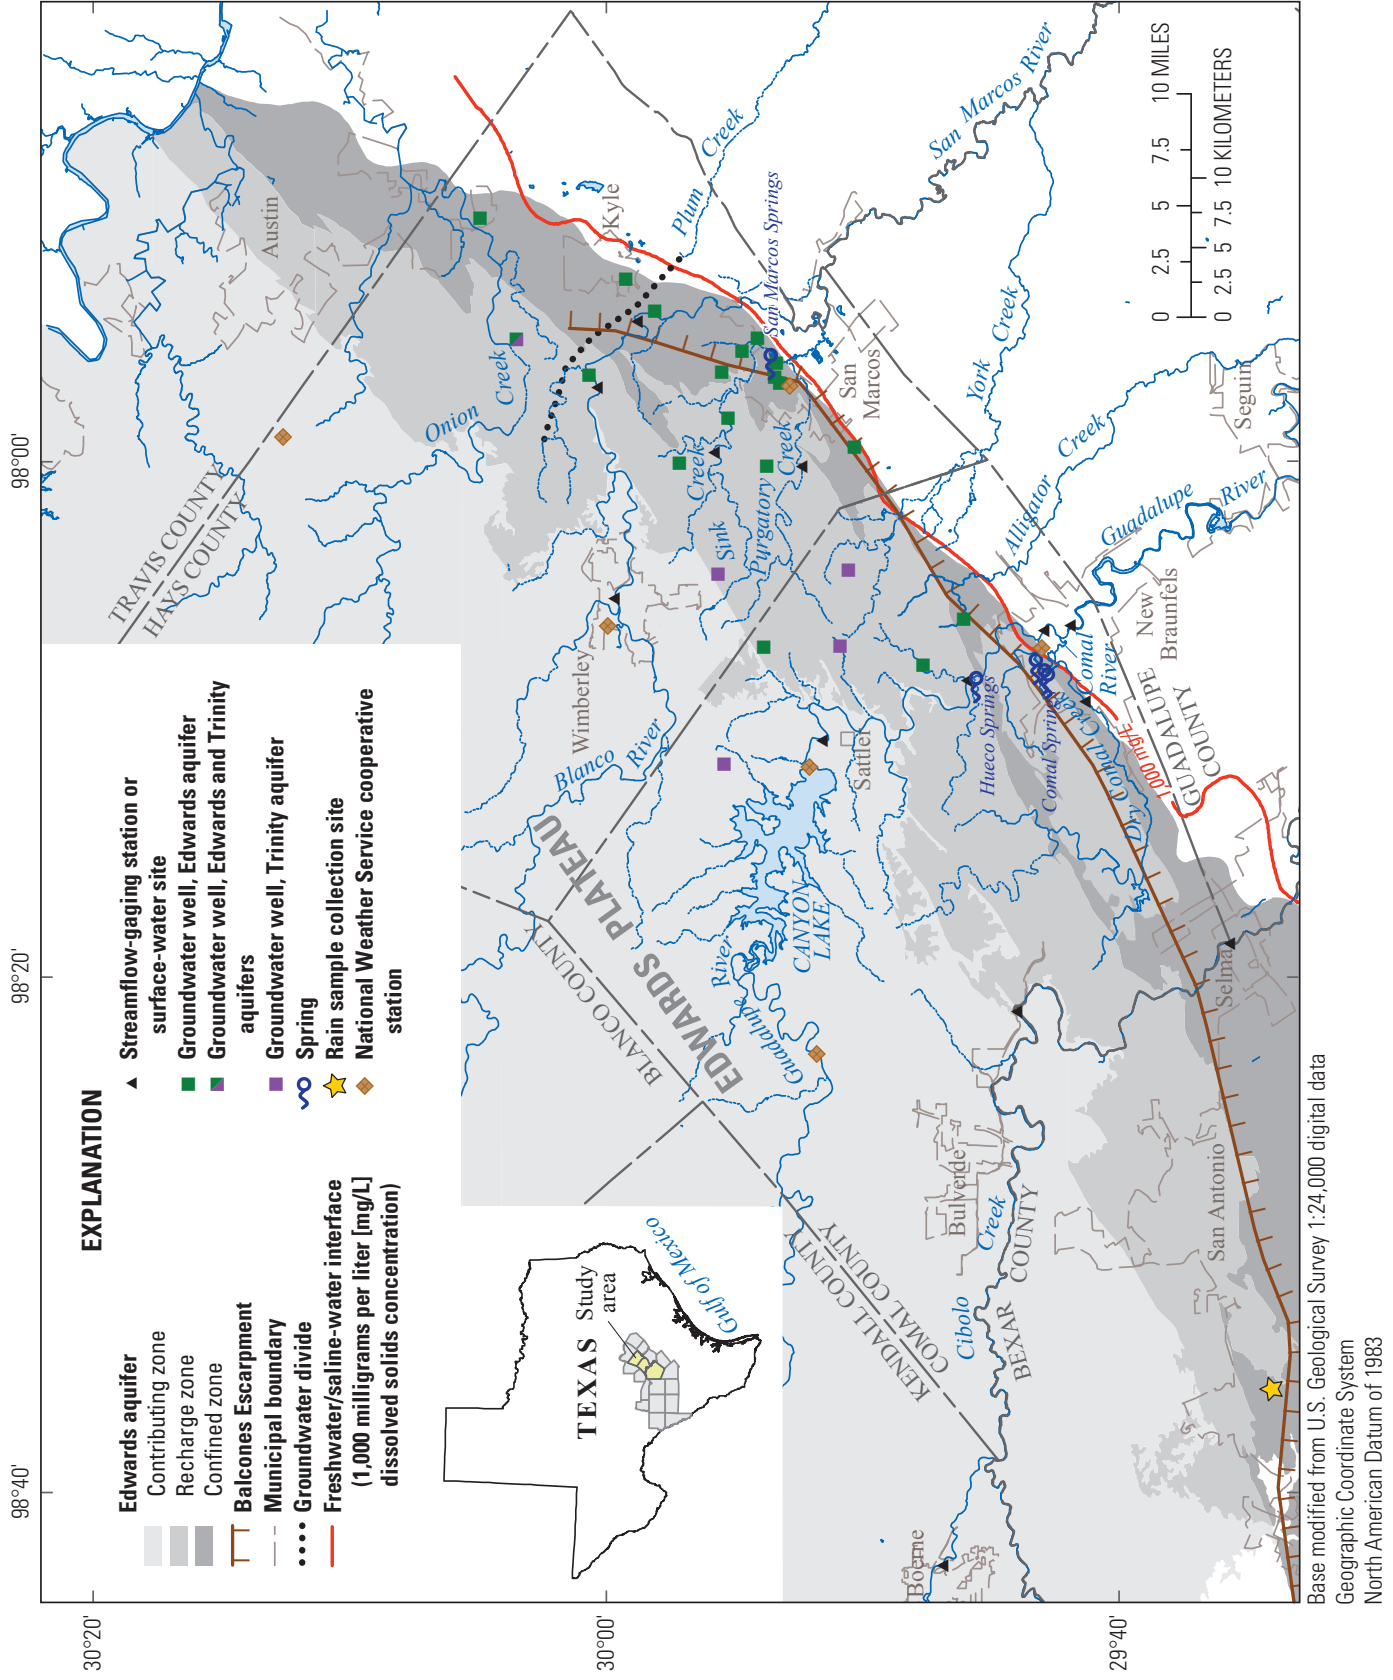 EXPLANATION
Edwards aquifer
Contributing zone
Recharge zone
Confined zone
Balcones Escarpment
Municipal boundary
Groundwater divide
Freshwater/saline-water interface
(1,000 milligrams per liter [mg/L]
dissolved solids concentration)
Streamflow-gaging station or
surface-water site
Groundwater well, Edwards aquifer
Groundwater well, Edwards and Trinity
aquifers
Groundwater well, Trinity aquifer
Spring
Rain sample collection site
National Weather Service cooperative
station
98°40'
98°20'
98°00'
30°20'
30°00'
29°40'
TEXAS
Study
area
Gulf of Mexico
TRAVIS COUNTY
HAYS COUNTY
BLANCO COUNTY
KENDALL COUNTY
COMAL COUNTY
BEXAR
COUNTY
GUADALUPE
COUNTY
EDWARDS PLATEAU
Austin
Onion
Creek
Kyle
Plum
Creek
Wimberley
Blanco
River
Sink
Creek
Purgatory
Creek
San Marcos Springs
San Marcos River
San
Marcos
York
Creek
Alligator
Creek
Guadalupe
River
Seguin
New
Braunfels
Comal
River
Hueco Springs
Comal Springs
Dry Comal Creek
1,000 mg/L
Sattler
CANYON
LAKE
Guadalupe
River
Selma
San Antonio
Bulverde
Cibolo
Creek
Boerne
0 2.5 5 7.5 10 MILES
0 2.5 5 7.5 10 KILOMETERS
Base modified from U.S. Geological Survey 1:24,000 digital data
Geographic Coordinate System
North American Datum of 1983